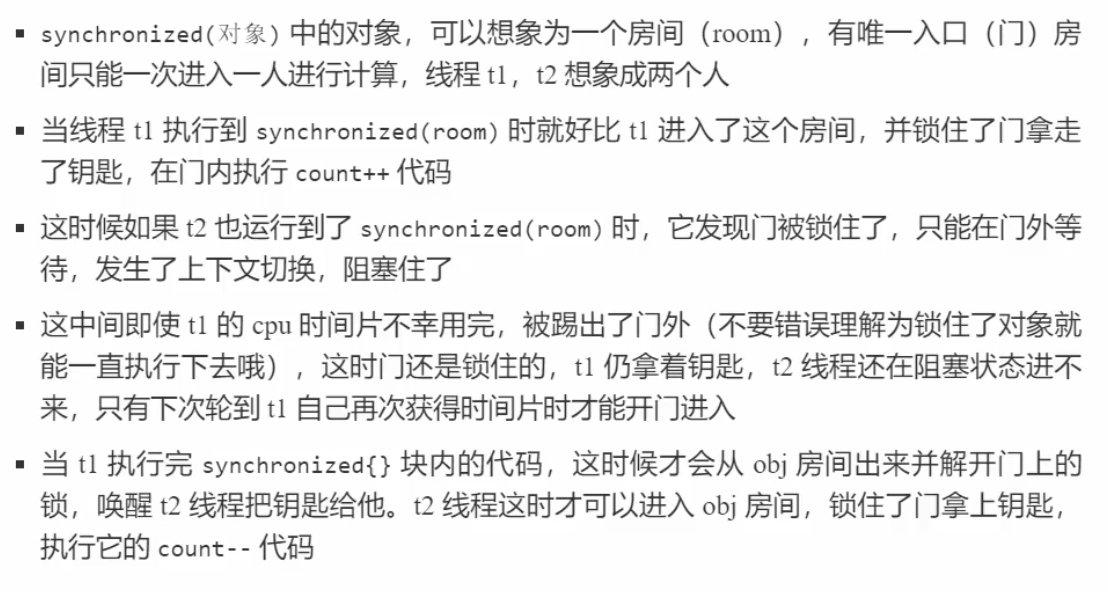 ▪ synchronized(对象) 中的对象，可以想象为一个房间（room），有唯一入口（门）房
间只能一次进入一人进行计算，线程 t1，t2 想象成两个人
▪ 当线程 t1 执行到 synchronized(room) 时就好比 t1 进入了这个房间，并锁住了门拿走
了钥匙，在门内执行 count++ 代码
▪ 这时候如果 t2 也运行到了 synchronized(room) 时，它发现门被锁住了，只能在门外等
待，发生了上下文切换，阻塞住了
▪ 这中间即使 t1 的 cpu 时间片不幸用完，被踢出了门外（不要错误理解为锁住了对象就
能一直执行下去哦），这时门还是锁住的，t1 仍拿着钥匙，t2 线程还在阻塞状态进不
来，只有下次轮到 t1 自己再次获得时间片时才能开门进入
▪ 当 t1 执行完 synchronized{} 块内的代码，这时候才会从 obj 房间出来并解开门上的
锁，唤醒 t2 线程把钥匙给他。t2 线程这时才可以进入 obj 房间，锁住了门拿上钥匙，
执行它的 count-- 代码